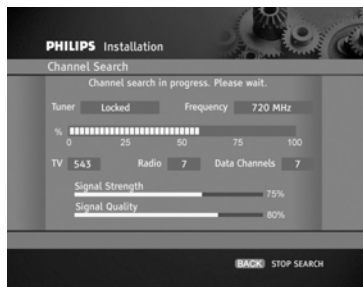 PHILIPS Installation
Channel Search
Channel search in progress. Please wait.
Tuner Locked Frequency 720 MHz
%
0 25 50 75 100
TV 543 Radio 7 Data Channels 7
Signal Strength
75%
Signal Quality
80%
BACK STOP SEARCH